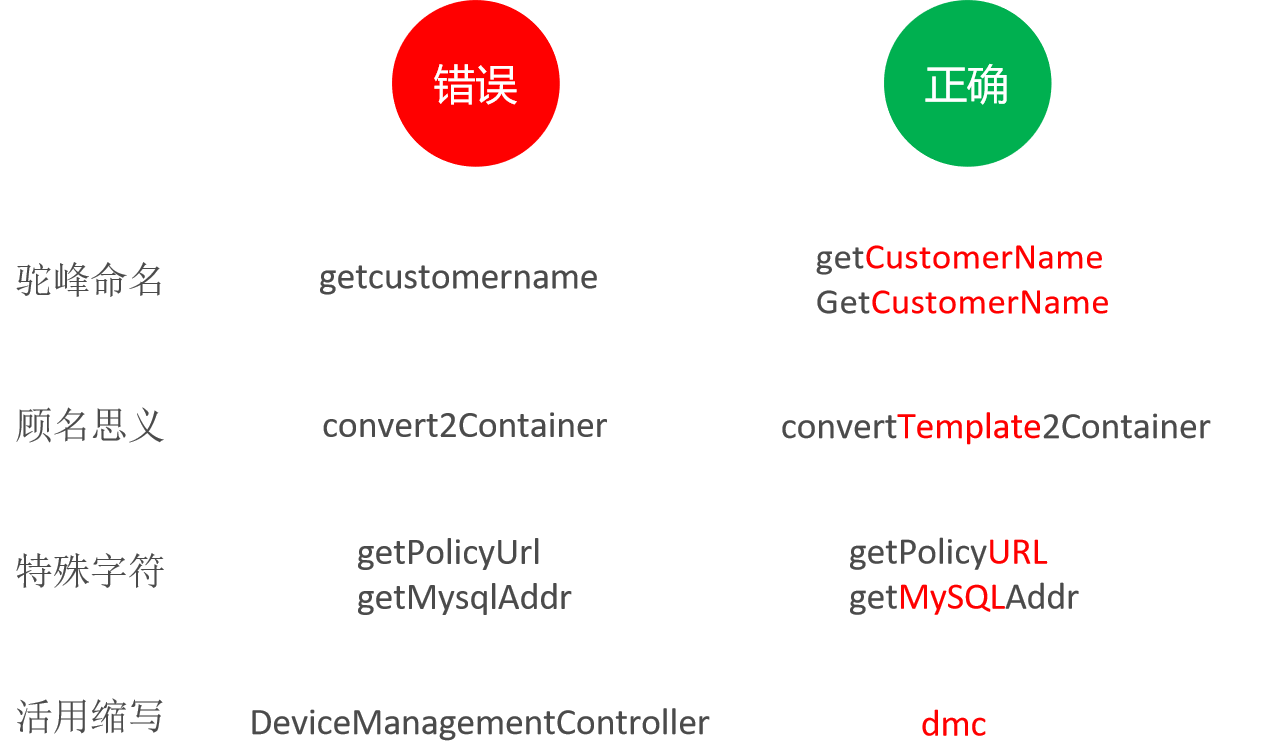 错误 正确
驼峰命名 getcustomername getCustomerName
GetCustomerName
顾名思义 convert2Container convertTemplate2Container
特殊字符 getPolicyUrl getPolicyURL
getMysqlAddr getMySQLAddr
活用缩写 DeviceManagementController dmc